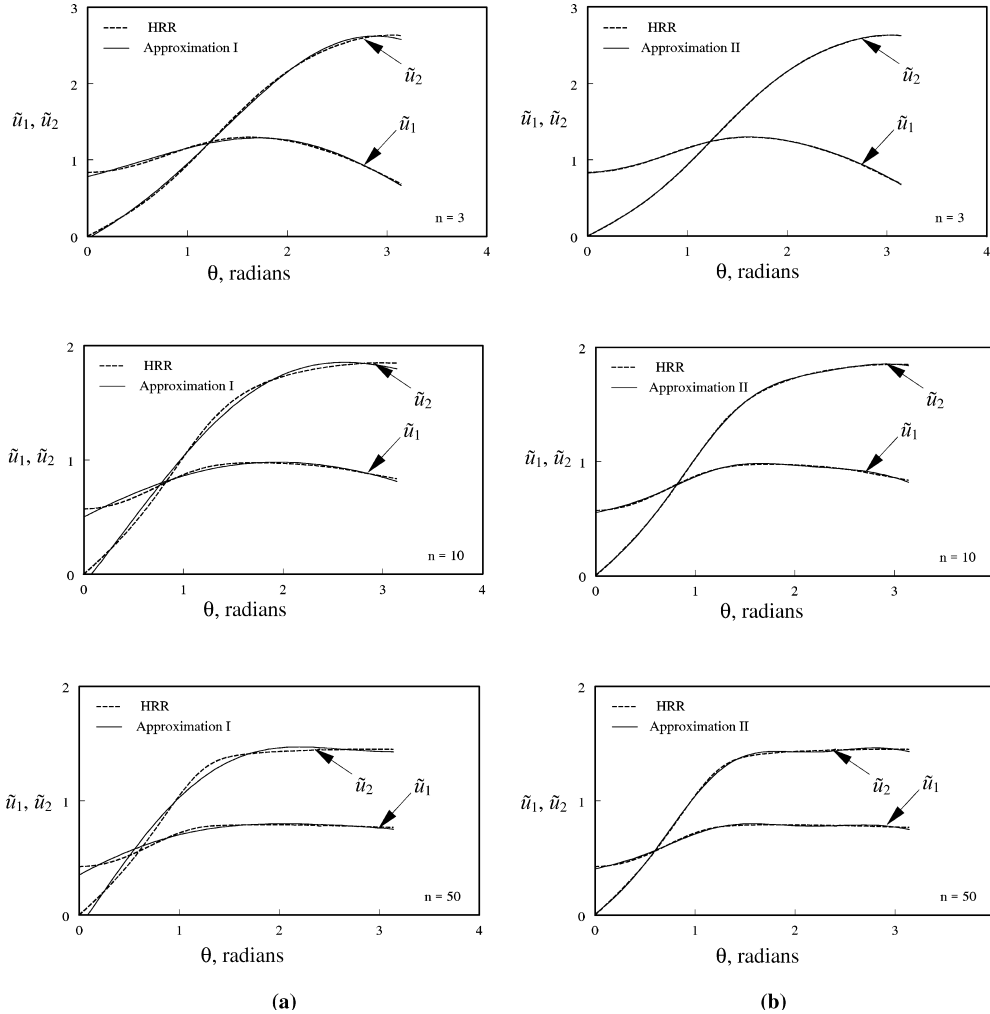 3
HRR
Approximation I
ũ₂
2
ũ₁, ũ₂
ũ₁
1
n = 3
0
0 1 2 3 4
θ, radians
3
HRR
Approximation II
ũ₂
2
ũ₁, ũ₂
ũ₁
1
n = 3
0
0 1 2 3 4
θ, radians
2
HRR
Approximation I
ũ₂
ũ₁
ũ₁, ũ₂
1
n = 10
0
0 1 2 3 4
θ, radians
2
HRR
Approximation II
ũ₂
ũ₁
ũ₁, ũ₂
1
n = 10
0
0 1 2 3
θ, radians
2
HRR
Approximation I
ũ₂
ũ₁
ũ₁, ũ₂
1
n = 50
0
0 1 2 3 4
θ, radians
(a)
2
HRR
Approximation II
ũ₂
ũ₁
ũ₁, ũ₂
1
n = 50
0
0 1 2 3
θ, radians
(b)